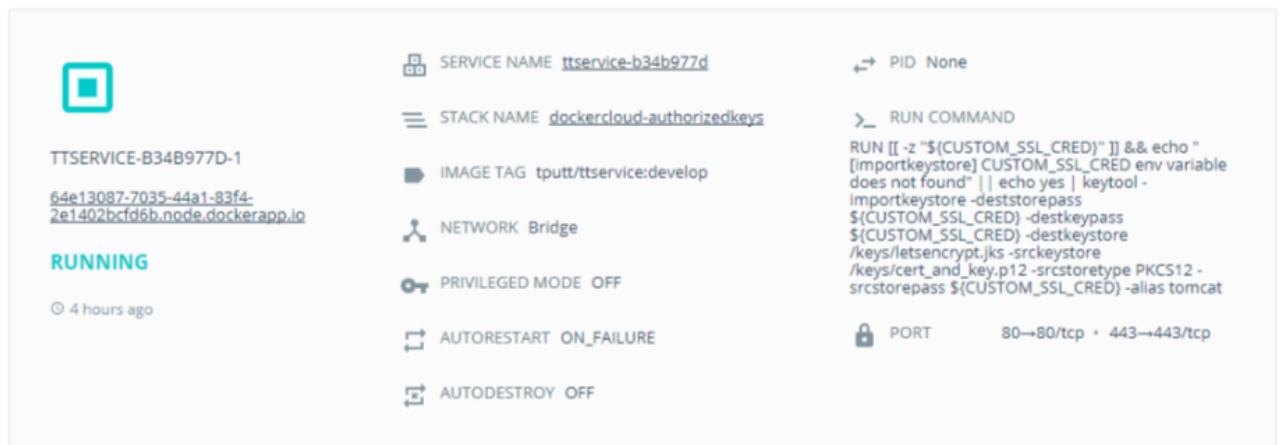 TTSERVICE-B34B977D-1
64e13087-7035-44a1-83f4-
2e1402bcfd6b.node.dockerapp.io
RUNNING
4 hours ago
SERVICE NAME ttservice-b34b977d
STACK NAME dockercloud-authorizedkeys
IMAGE TAG tputt/ttservice:develop
NETWORK Bridge
PRIVILEGED MODE OFF
AUTORESTART ON_FAILURE
AUTODESTROY OFF
PID None
RUN COMMAND
RUN [[ -z "${CUSTOM_SSL_CRED}" ]] && echo "
[importkeystore] CUSTOM_SSL_CRED env variable
does not found" || echo yes | keytool -
importkeystore -deststorepass
${CUSTOM_SSL_CRED} -destkeypass
${CUSTOM_SSL_CRED} -destkeystore
/keys/letsencrypt.jks -srckeystore
/keys/cert_and_key.p12 -srcstoretype PKCS12 -
srcstorepass ${CUSTOM_SSL_CRED} -alias tomcat
PORT 80→80/tcp • 443→443/tcp